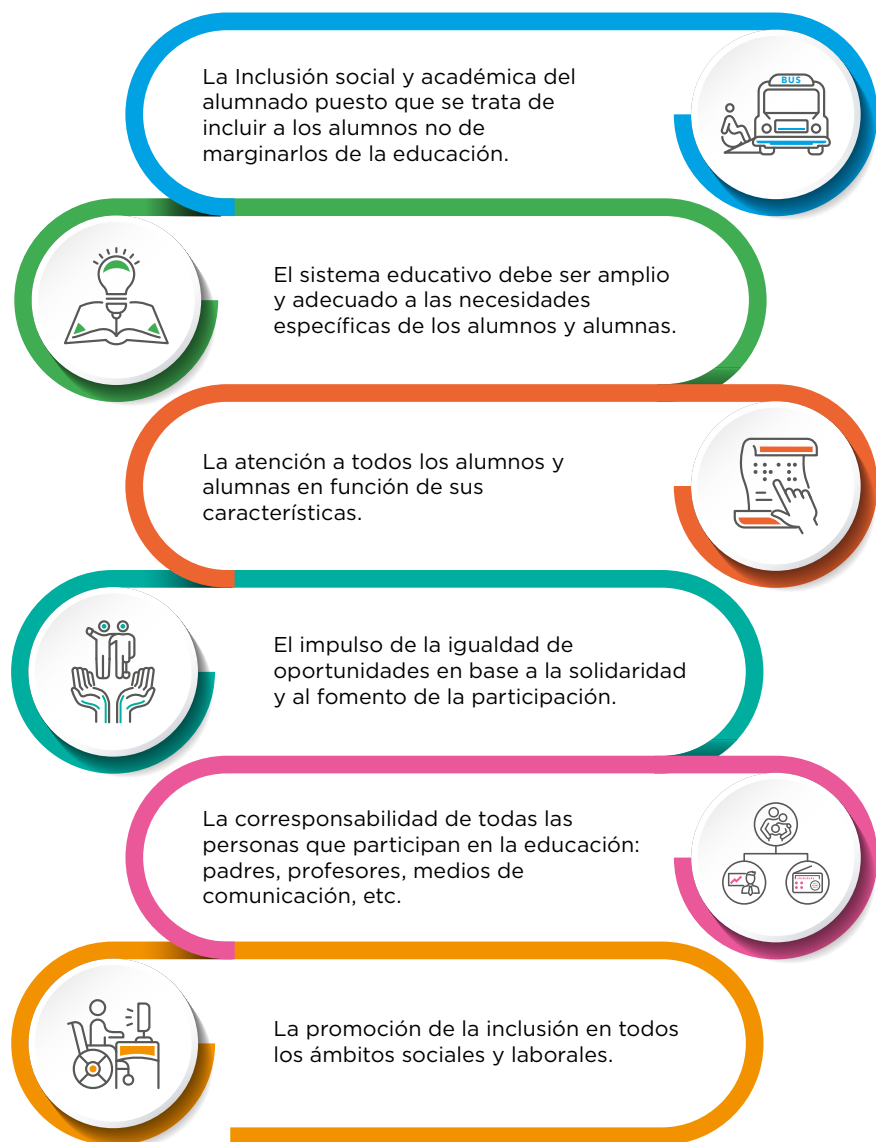 La Inclusión social y académica del
alumnado puesto que se trata de
incluir a los alumnos no de
marginarlos de la educación.
BUS
El sistema educativo debe ser amplio
y adecuado a las necesidades
específicas de los alumnos y alumnas.
La atención a todos los alumnos y
alumnas en función de sus
características.
El impulso de la igualdad de
oportunidades en base a la solidaridad
y al fomento de la participación.
La corresponsabilidad de todas las
personas que participan en la educación:
padres, profesores, medios de
comunicación, etc.
La promoción de la inclusión en todos
los ámbitos sociales y laborales.